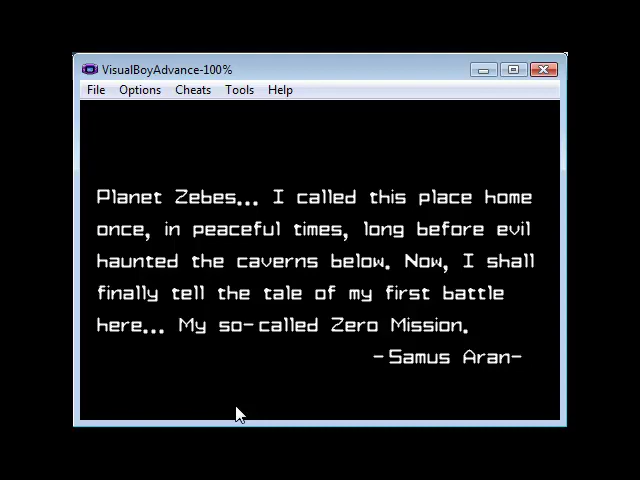 VisualBoyAdvance-100%
File Options Cheats Tools Help
Planet Zebes... I called this place home
once, in peaceful times, long before evil
haunted the caverns below. Now, I shall
finally tell the tale of my first battle
here... My so-called Zero Mission.
-Samus Aran-